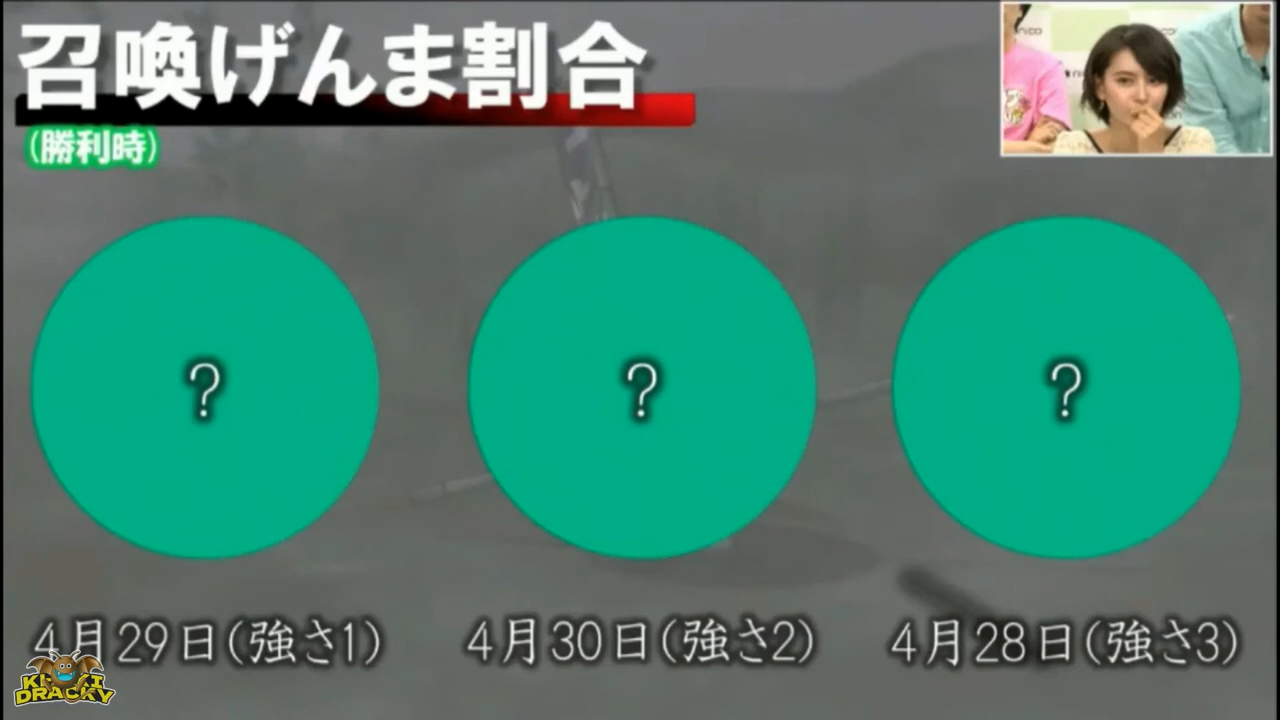 召喚げんま割合
(勝利時)
?
?
?
4月29日(強さ1)
4月30日(強さ2)
4月28日(強さ3)
DRACKY